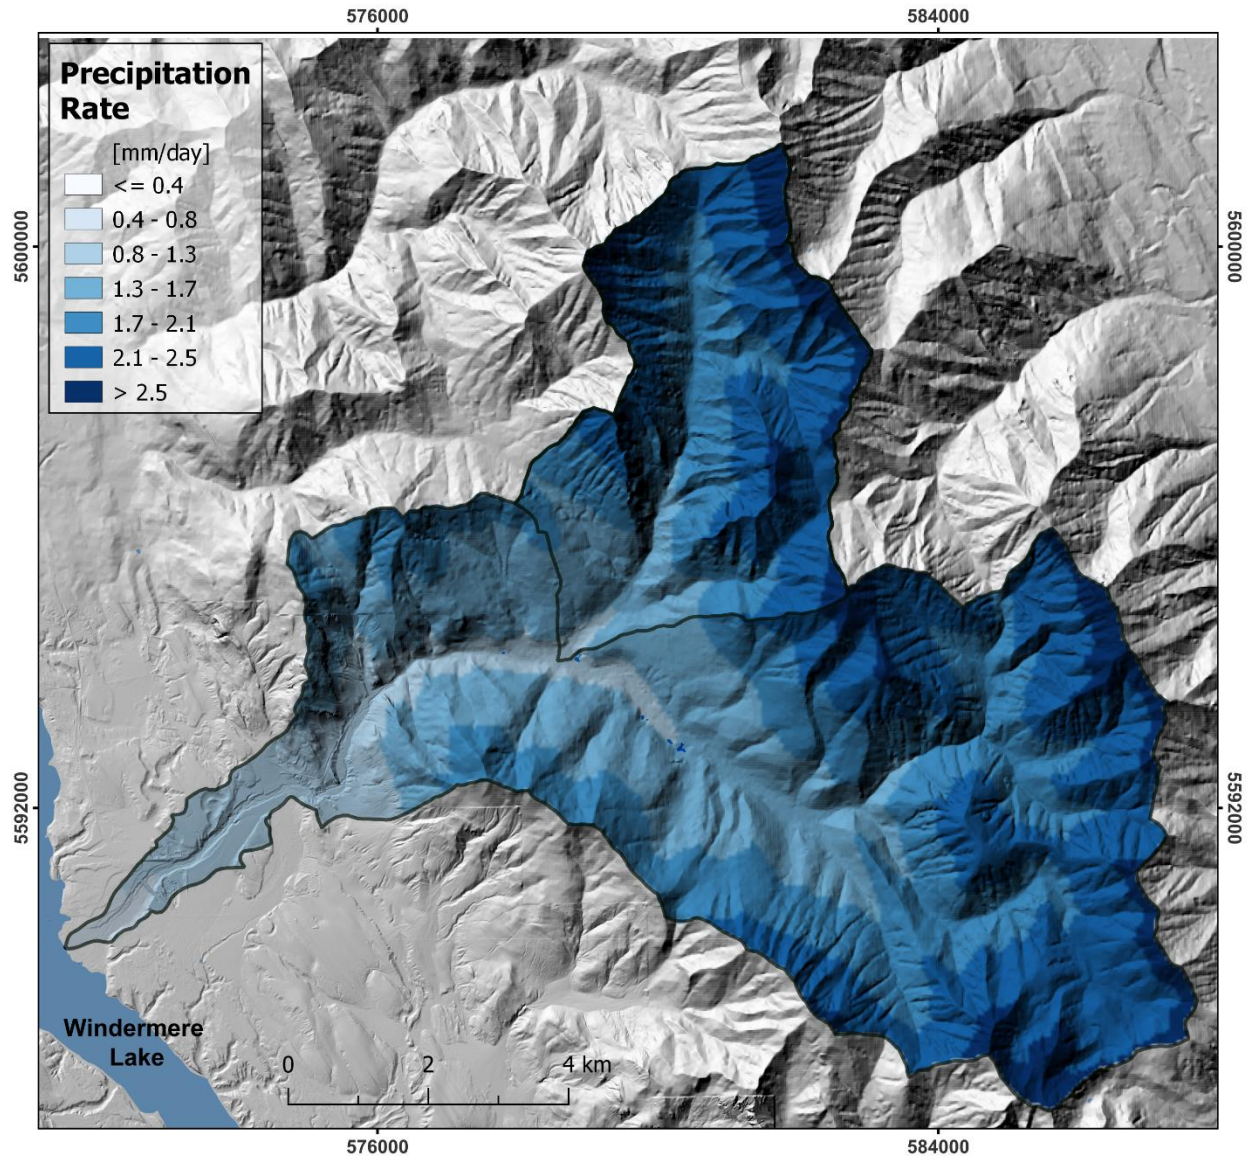 576000 584000
Precipitation
Rate
[mm/day]
<= 0.4
0.4 - 0.8
0.8 - 1.3
1.3 - 1.7
1.7 - 2.1
2.1 - 2.5
> 2.5
5600000 5600000
5592000 5592000
Windermere
Lake
0 2 4 km
576000 584000